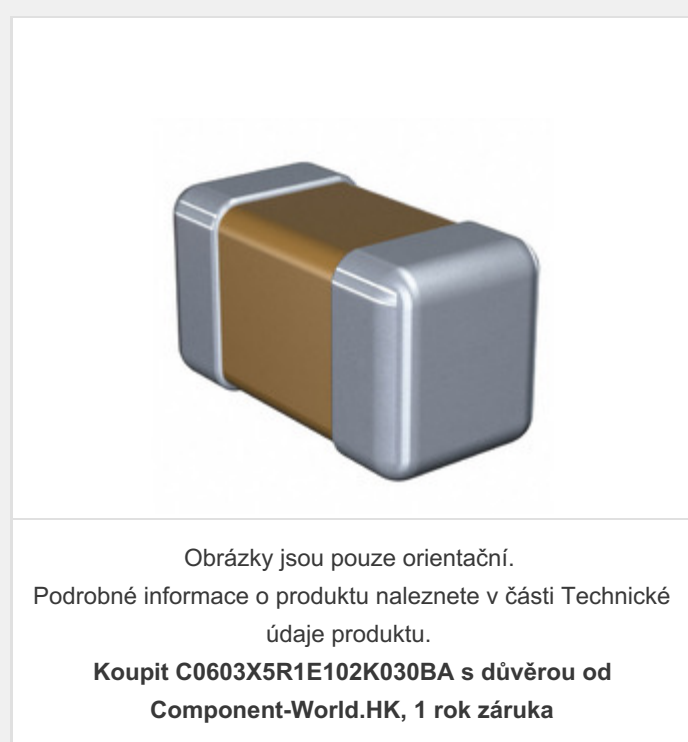 Obrázky jsou pouze orientační.
Podrobné informace o produktu naleznete v části Technické
údaje produktu.
Koupit C0603X5R1E102K030BA s důvěrou od
Component-World.HK, 1 rok záruka